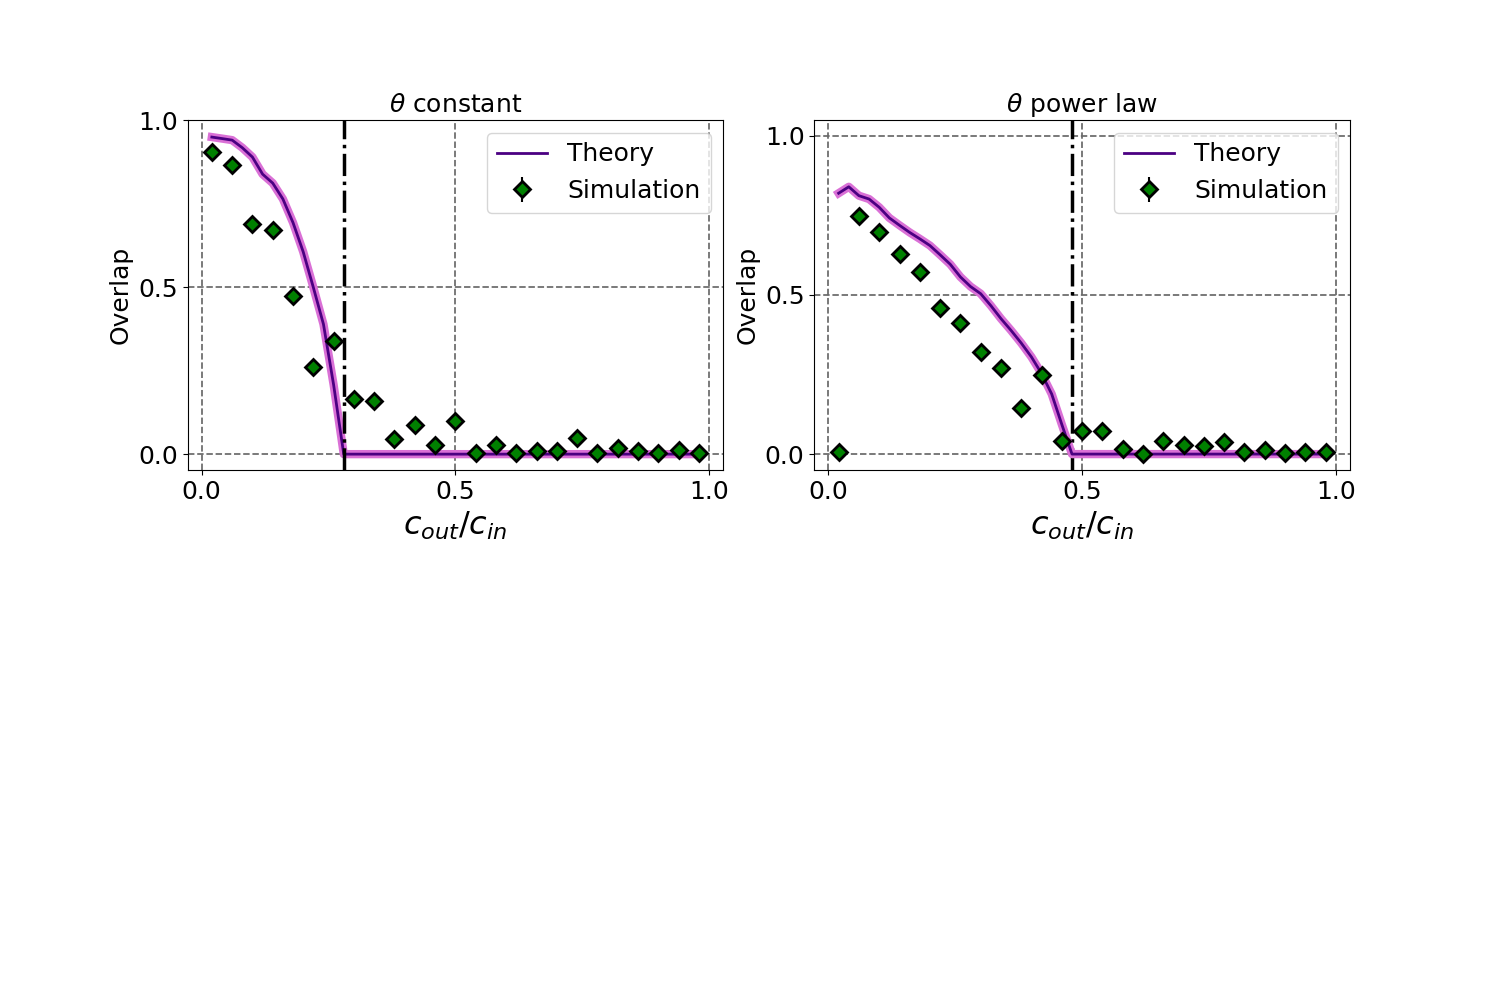 θ constant
1.0
0.5
0.0
Overlap
Theory
Simulation
0.0 0.5 1.0
c_out/c_in
θ power law
1.0
0.5
0.0
Overlap
Theory
Simulation
0.0 0.5 1.0
c_out/c_in